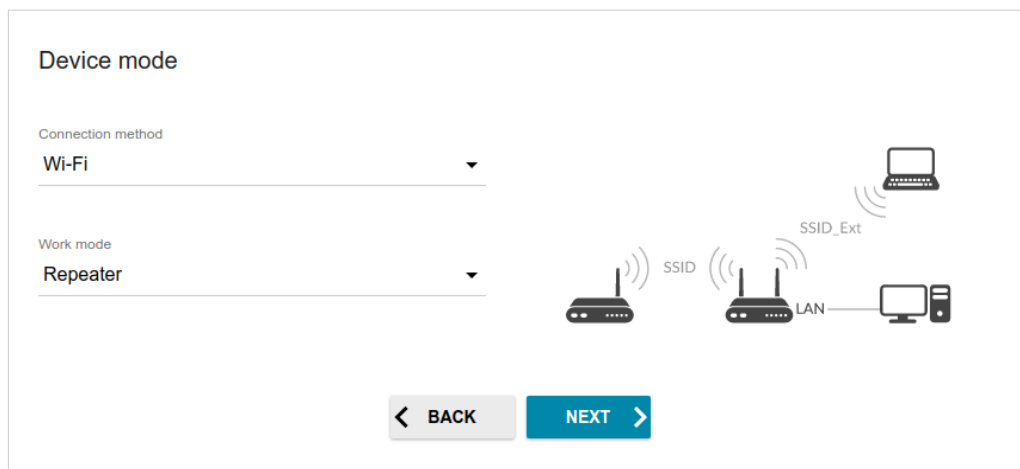 Device mode
Connection method
Wi-Fi
Work mode
Repeater
SSID_Ext
SSID
LAN
BACK
NEXT